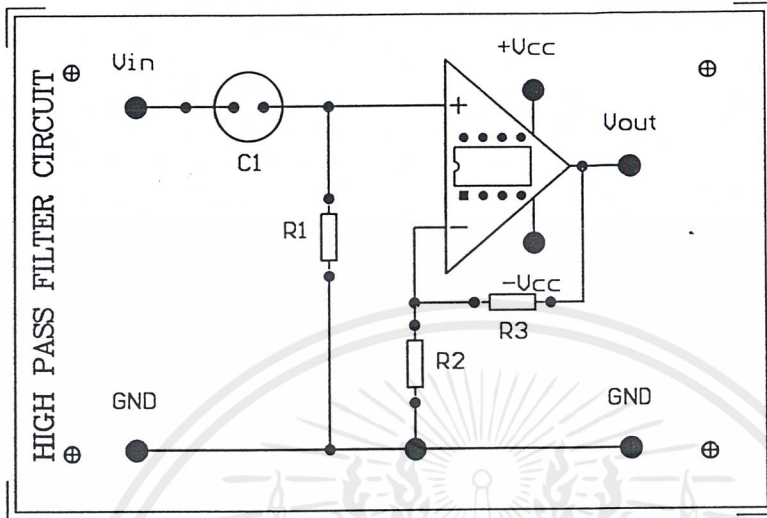 HIGH PASS FILTER CIRCUIT
Vin
C1
+Vcc
Vout
+
R1
−
−Vcc
R3
R2
GND
GND